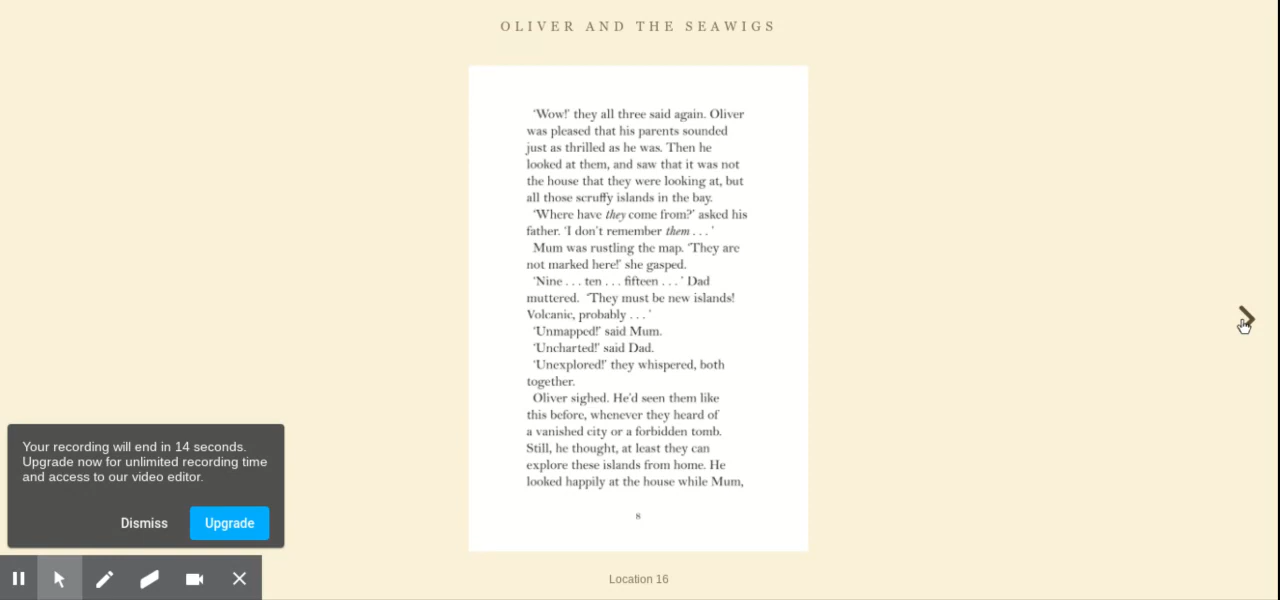 OLIVER AND THE SEAWIGS
‘Wow!’ they all three said again. Oliver
was pleased that his parents sounded
just as thrilled as he was. Then he
looked at them, and saw that it was not
the house that they were looking at, but
all those scruffy islands in the bay.
‘Where have they come from?’ asked his
father. ‘I don’t remember them . . . ’
Mum was rustling the map. ‘They are
not marked here!’ she gasped.
‘Nine . . . ten . . . fifteen . . . ’ Dad
muttered. ‘They must be new islands!
Volcanic, probably . . . ’
‘Unmapped!’ said Mum.
‘Uncharted!’ said Dad.
‘Unexplored!’ they whispered, both
together.
Oliver sighed. He’d seen them like
this before, whenever they heard of
a vanished city or a forbidden tomb.
Still, he thought, at least they can
explore these islands from home. He
looked happily at the house while Mum,
8
Location 16
Your recording will end in 14 seconds.
Upgrade now for unlimited recording time
and access to our video editor.
Dismiss Upgrade